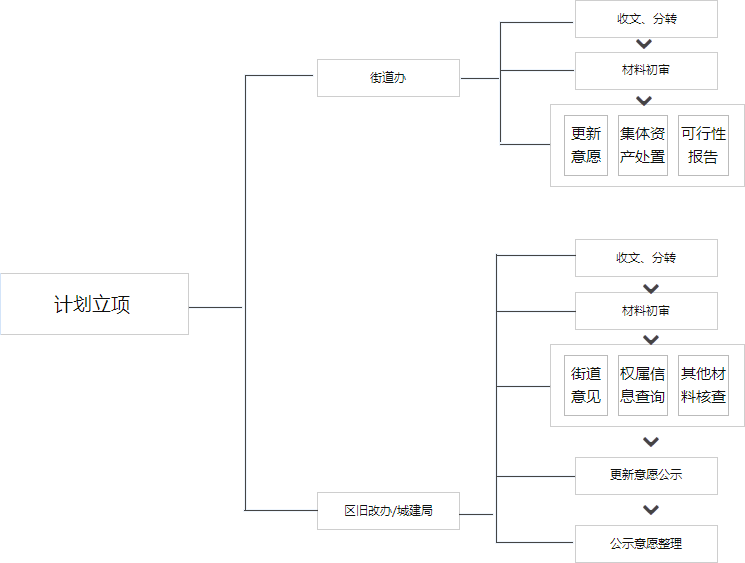 计划立项
街道办
收文、分转
材料初审
更新
意愿
集体资
产处置
可行性
报告
区旧改办/城建局
收文、分转
材料初审
街道
意见
权属信
息查询
其他材
料核查
更新意愿公示
公示意愿整理